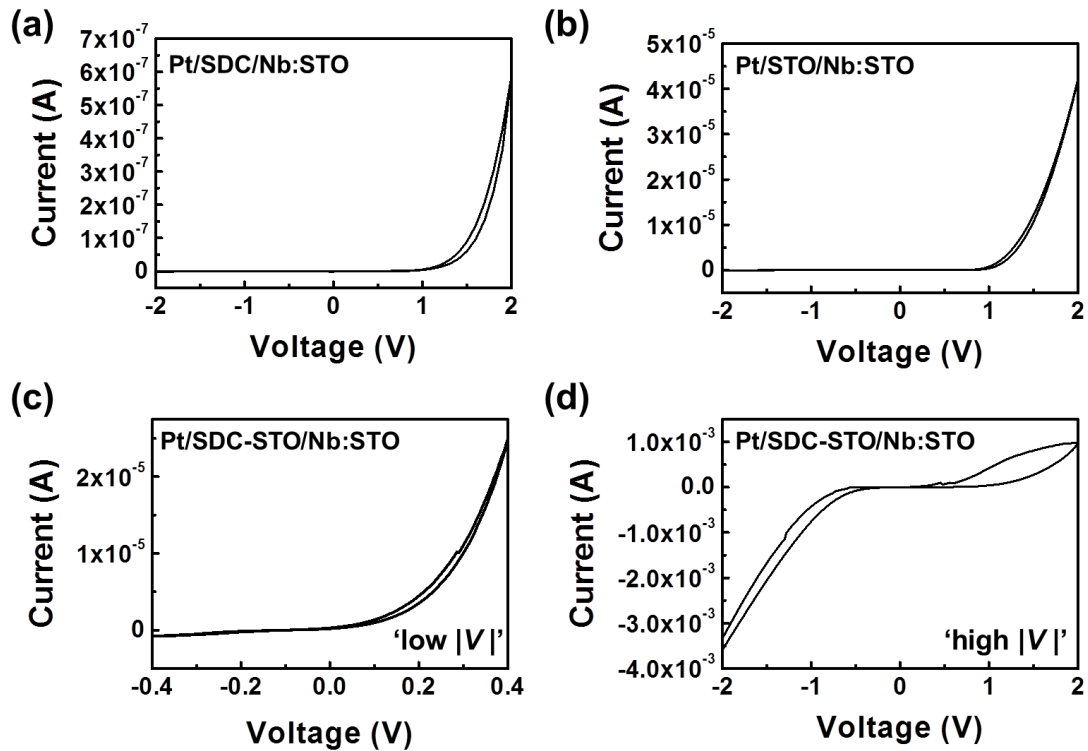 (a)
Pt/SDC/Nb:STO
7x10⁻⁷
6x10⁻⁷
5x10⁻⁷
4x10⁻⁷
3x10⁻⁷
2x10⁻⁷
1x10⁻⁷
0
Current (A)
-2 -1 0 1 2
Voltage (V)
(b)
Pt/STO/Nb:STO
5x10⁻⁵
4x10⁻⁵
3x10⁻⁵
2x10⁻⁵
1x10⁻⁵
0
Current (A)
-2 -1 0 1 2
Voltage (V)
(c)
Pt/SDC-STO/Nb:STO
2x10⁻⁵
1x10⁻⁵
0
Current (A)
'low |V|'
-0.4 -0.2 0.0 0.2 0.4
Voltage (V)
(d)
Pt/SDC-STO/Nb:STO
1.0x10⁻³
0.0
-1.0x10⁻³
-2.0x10⁻³
-3.0x10⁻³
-4.0x10⁻³
Current (A)
'high |V|'
-2 -1 0 1 2
Voltage (V)